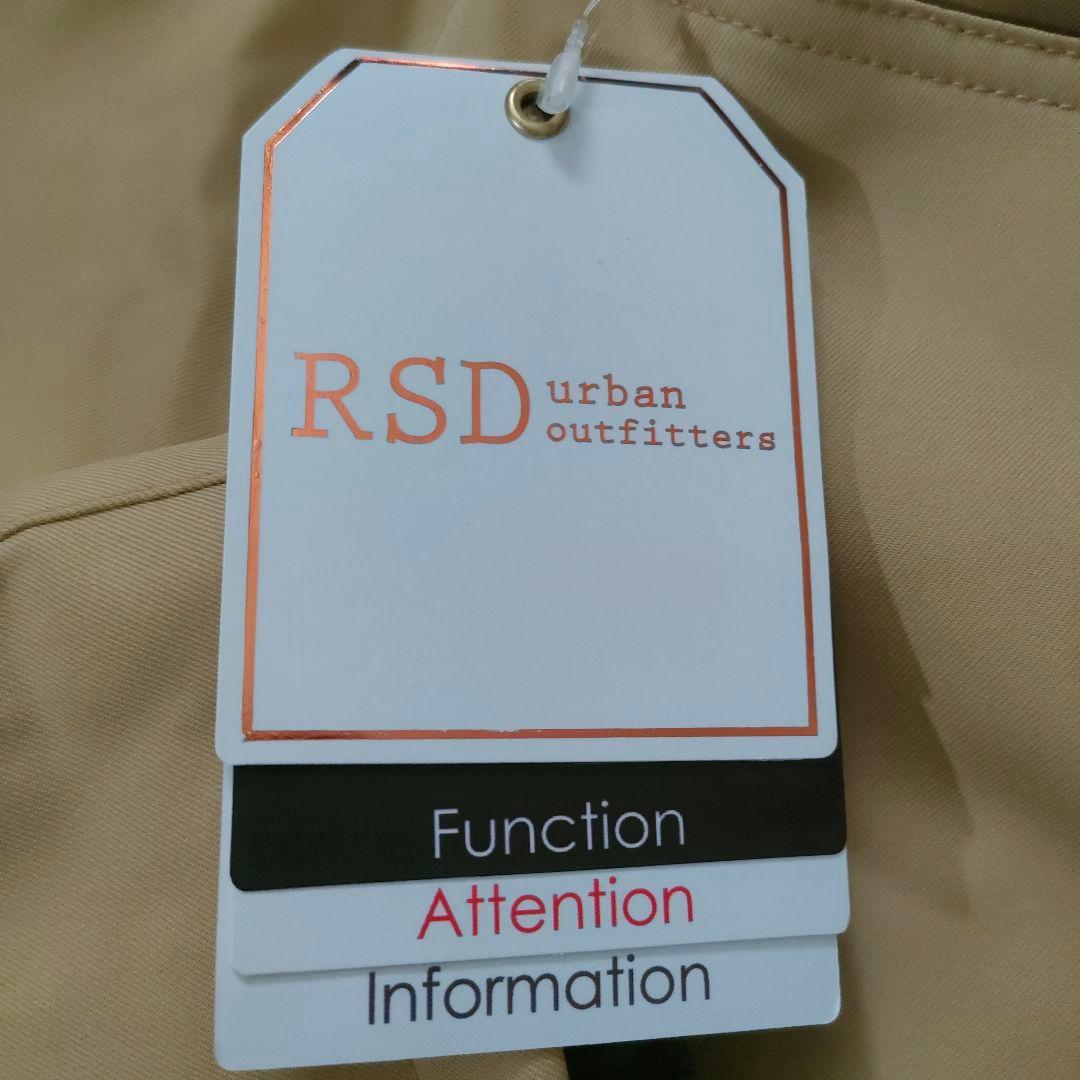 RSD urban
outfitters
Function
Attention
Information